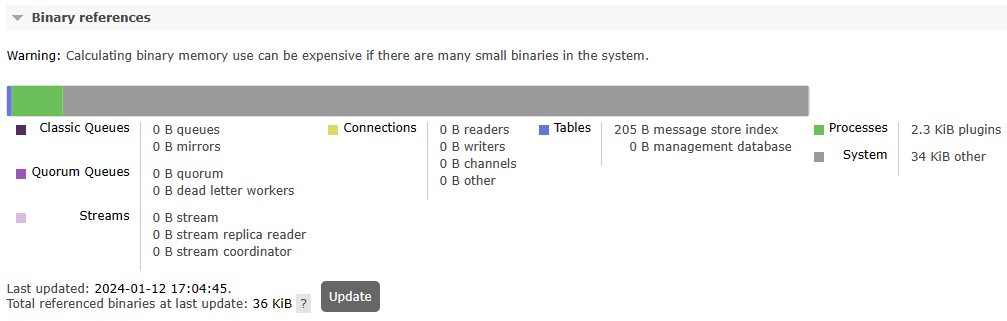 Binary references
Warning: Calculating binary memory use can be expensive if there are many small binaries in the system.
Classic Queues
0 B queues
0 B mirrors
Quorum Queues
0 B quorum
0 B dead letter workers
Streams
0 B stream
0 B stream replica reader
0 B stream coordinator
Connections
0 B readers
0 B writers
0 B channels
0 B other
Tables
205 B message store index
0 B management database
Processes
2.3 KiB plugins
System
34 KiB other
Last updated: 2024-01-12 17:04:45.
Total referenced binaries at last update: 36 KiB ?
Update